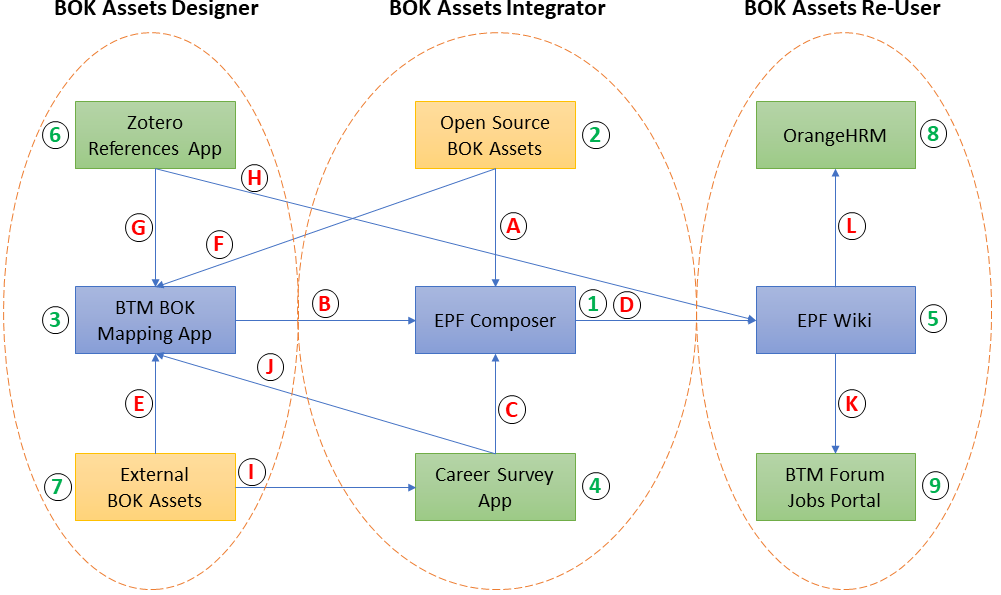 BOK Assets Designer
BOK Assets Integrator
BOK Assets Re-User
6
Zotero
References App
Open Source
BOK Assets
2
OrangeHRM
8
H
G
F
A
L
3
BTM BOK
Mapping App
B
EPF Composer
1
D
EPF Wiki
5
J
E
C
K
7
External
BOK Assets
I
Career Survey
App
4
BTM Forum
Jobs Portal
9